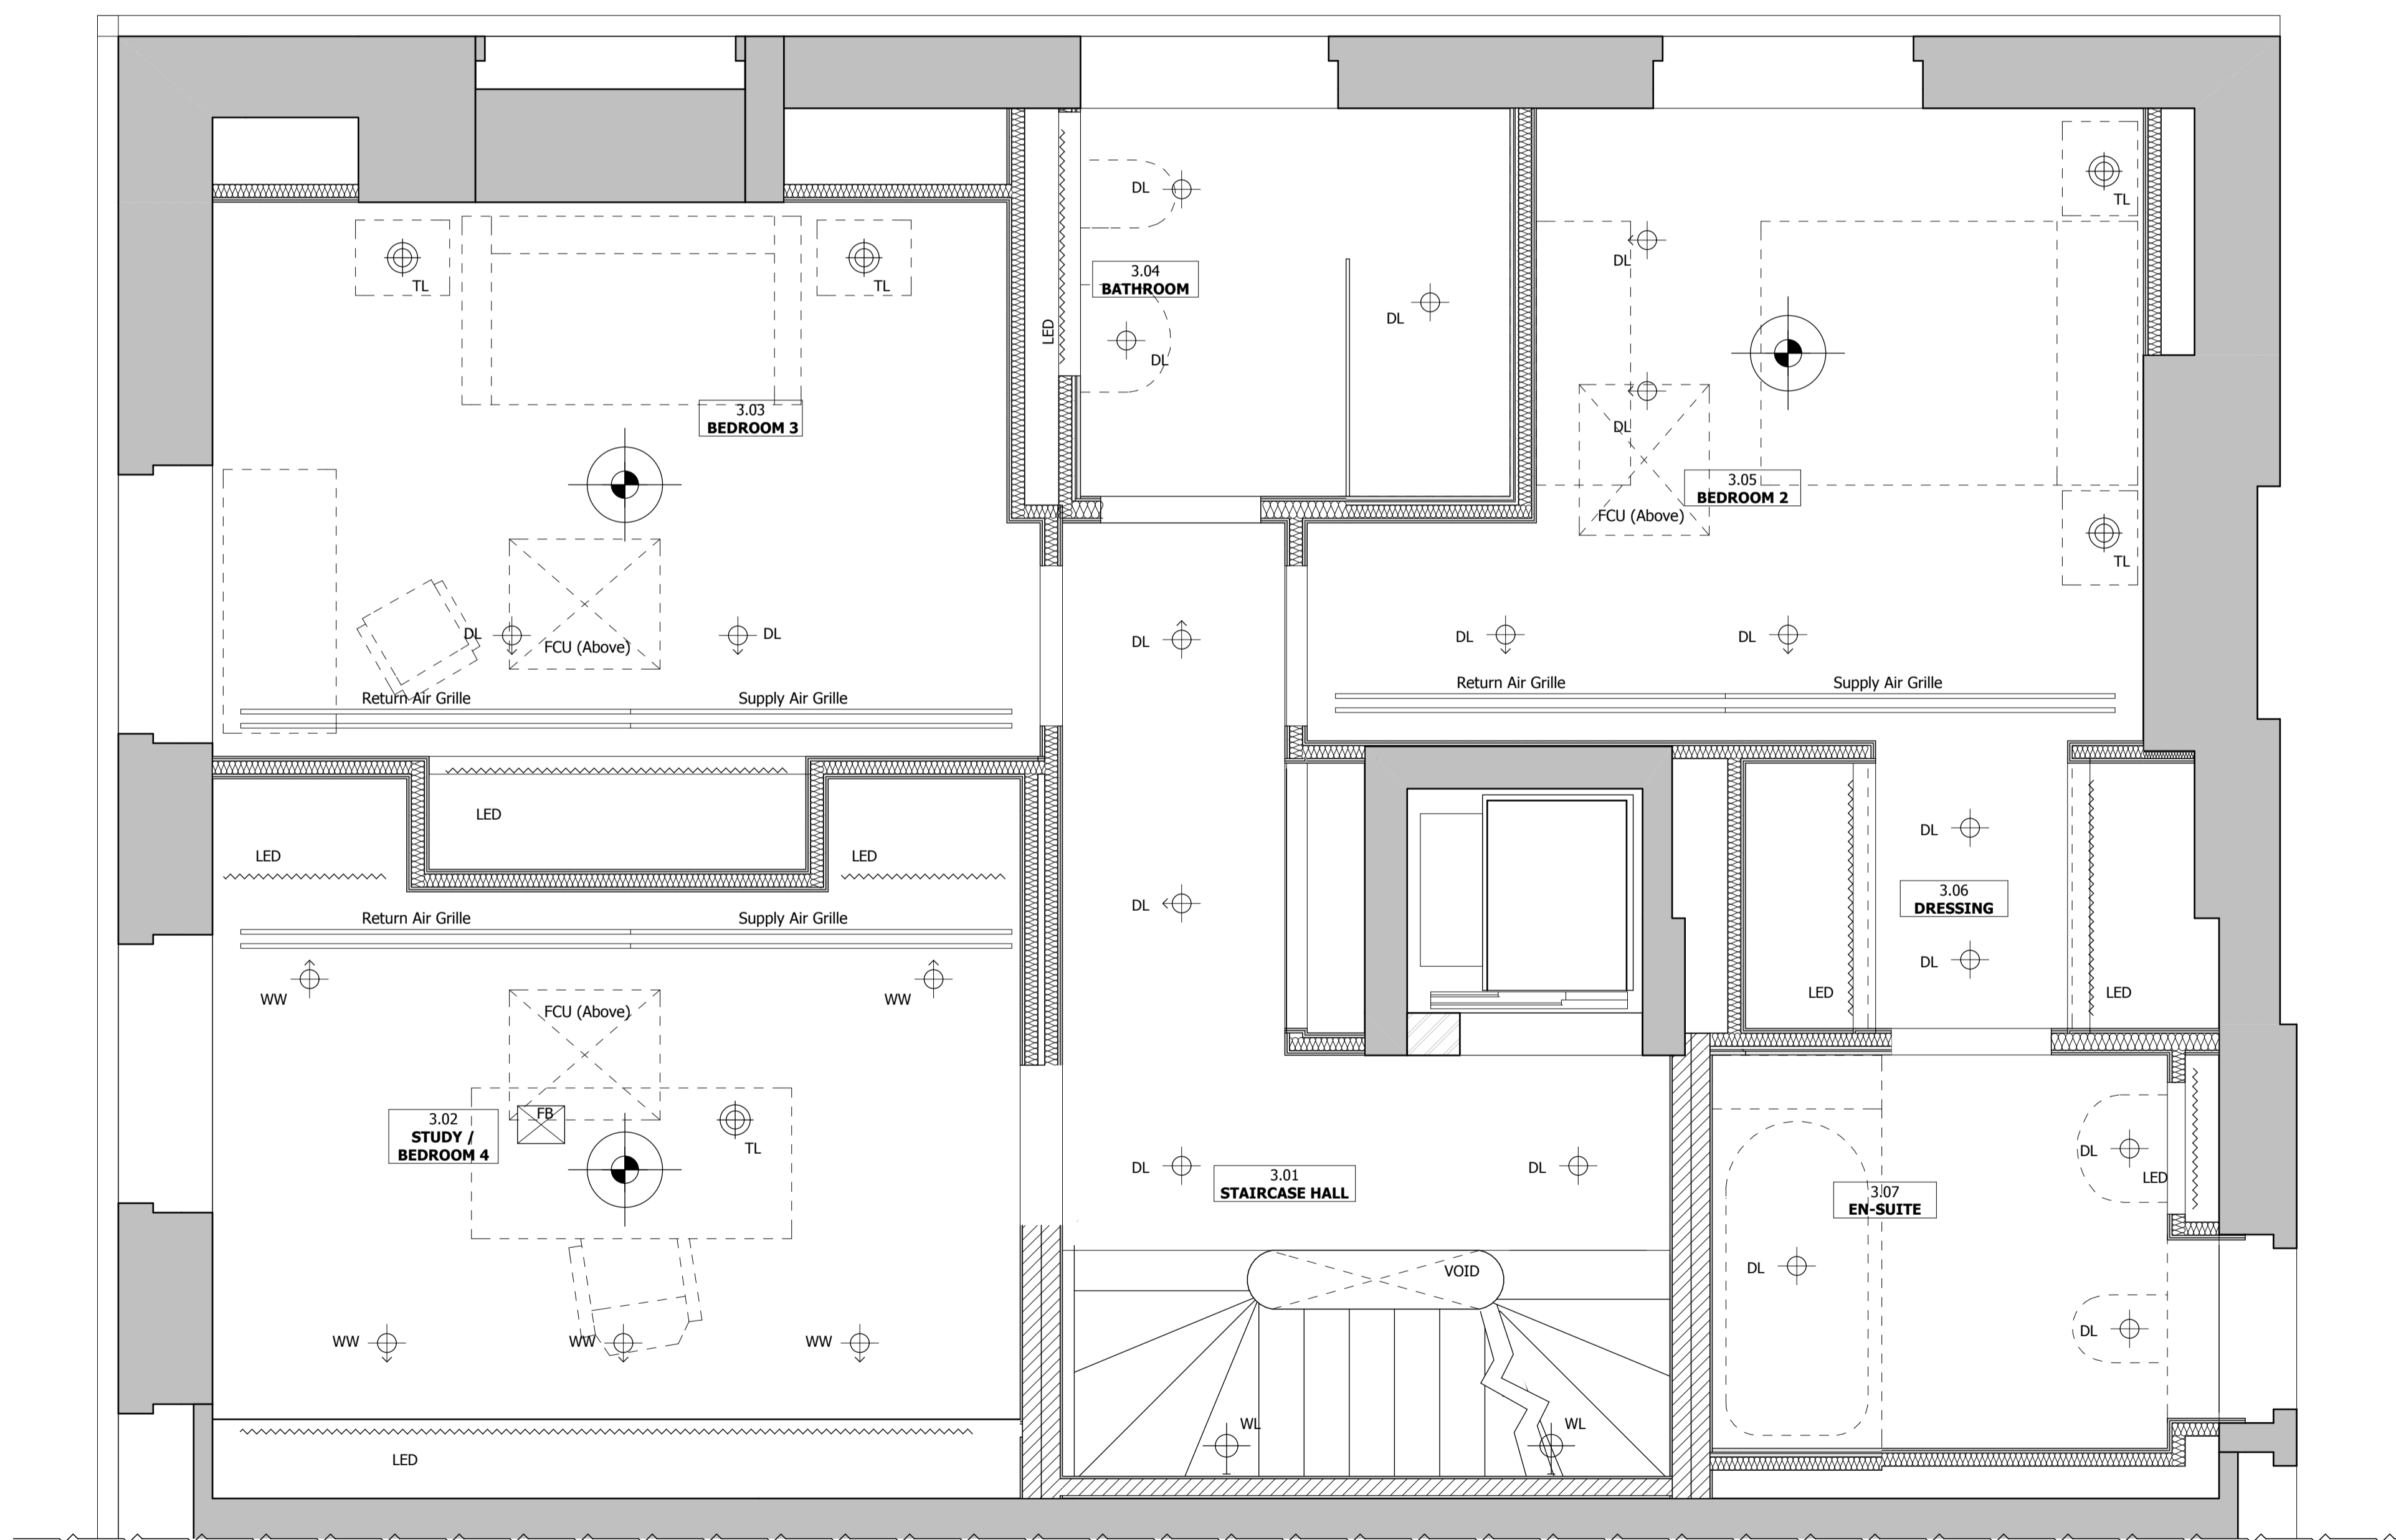 DL
TL
DL
3.04
BATHROOM
TL
TL
LED
DL
DL
DL
3.03
BEDROOM 3
DL
3.05
BEDROOM 2
FCU (Above)
TL
DL
FCU (Above)
DL
DL
DL
DL
Return Air Grille
Supply Air Grille
Return Air Grille
Supply Air Grille
LED
LED
LED
DL
3.06
DRESSING
Return Air Grille
Supply Air Grille
DL
DL
WW
WW
LED
LED
FCU (Above)
FB
3.02
STUDY /
BEDROOM 4
TL
DL
DL
3.01
STAIRCASE HALL
DL
LED
3.07
EN-SUITE
DL
VOID
DL
WW
WW
WW
WL
WL
LED